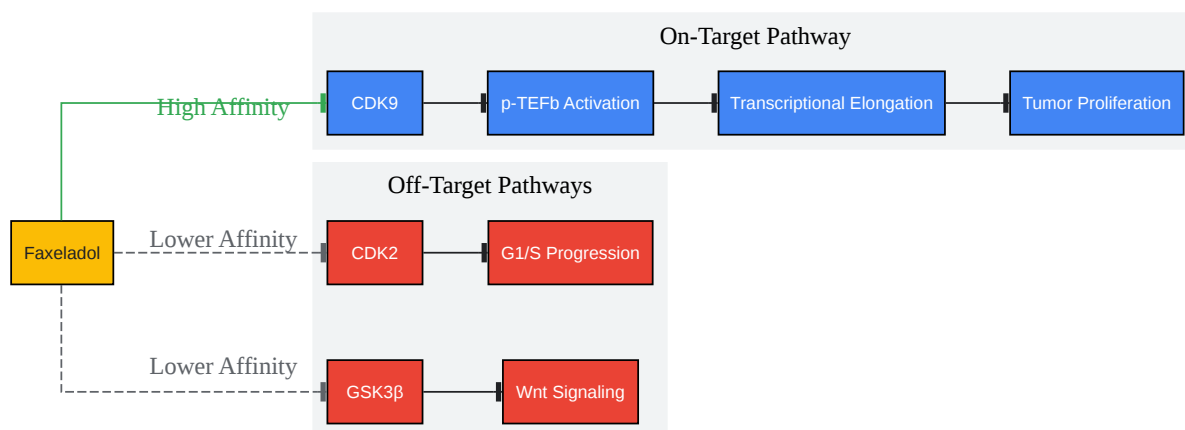 On-Target Pathway
High Affinity
CDK9
p-TEFb Activation
Transcriptional Elongation
Tumor Proliferation
Off-Target Pathways
Faxeladol
Lower Affinity
CDK2
G1/S Progression
Lower Affinity
GSK3β
Wnt Signaling